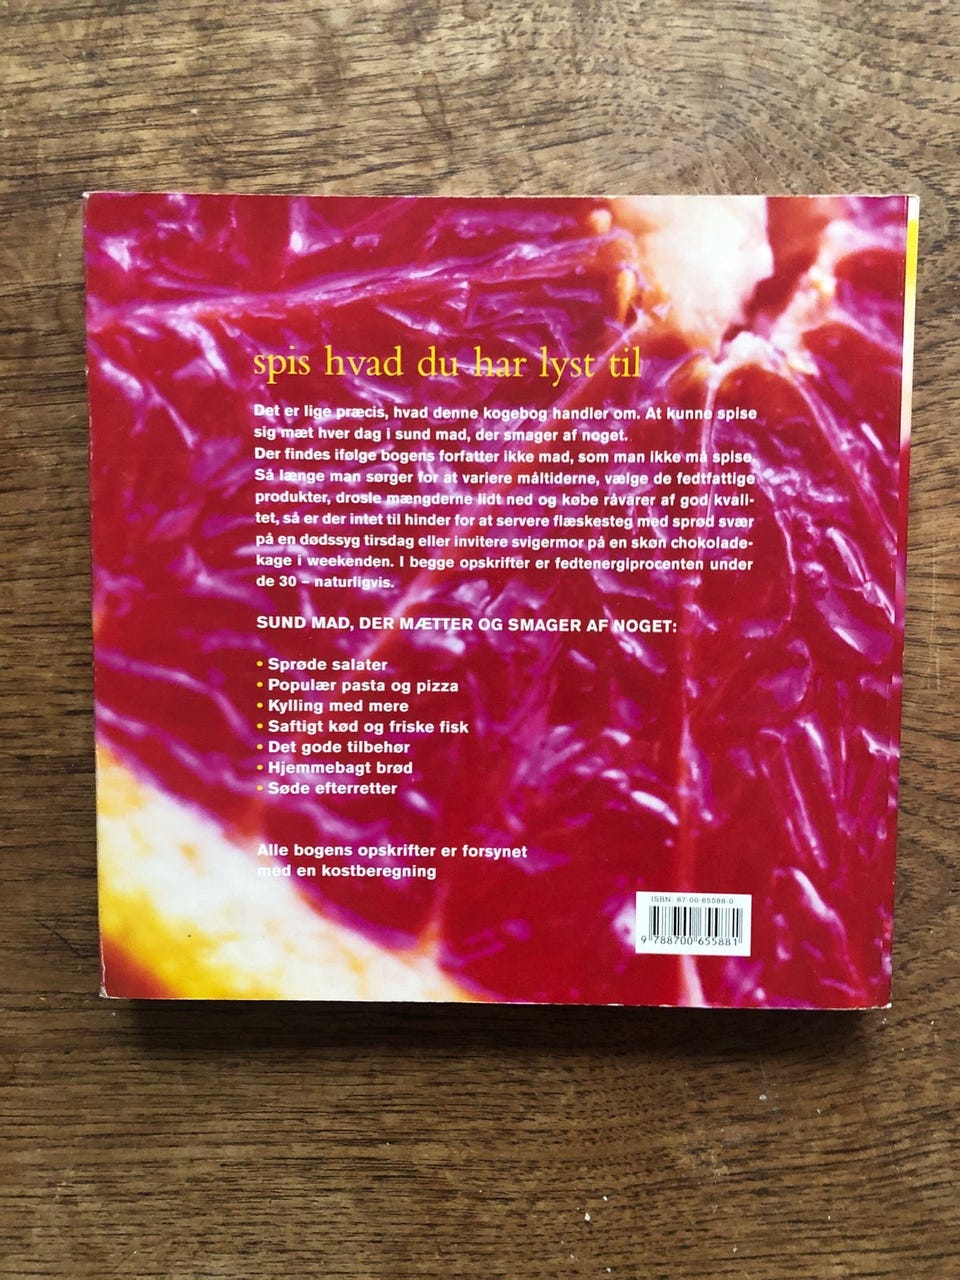 spis hvad du har lyst til
Det er lige præcis, hvad denne kogebog handler om. At kunne spise
sig mæt hver dag i sund mad, der smager af noget.
Der findes ifølge bogens forfatter ikke mad, som man ikke må spise.
Så længe man sørger for at variere måltiderne, vælge de fedtfattige
produkter, drosle mængderne lidt ned og købe råvarer af god kvali-
tet, så er der intet til hinder for at servere flæskesteg med sprød svær
på en dødssyg tirsdag eller invitere svigermor på en skøn chokolade-
kage i weekenden. I begge opskrifter er fedtenergiprocenten under
de 30 – naturligvis.
SUND MAD, DER MÆTTER OG SMAGER AF NOGET:
• Sprøde salater
• Populær pasta og pizza
• Kylling med mere
• Saftigt kød og friske fisk
• Det gode tilbehør
• Hjemmebagt brød
• Søde efterretter
Alle bogens opskrifter er forsynet
med en kostberegning
ISBN: 87-00-65588-0
9 788700 655881